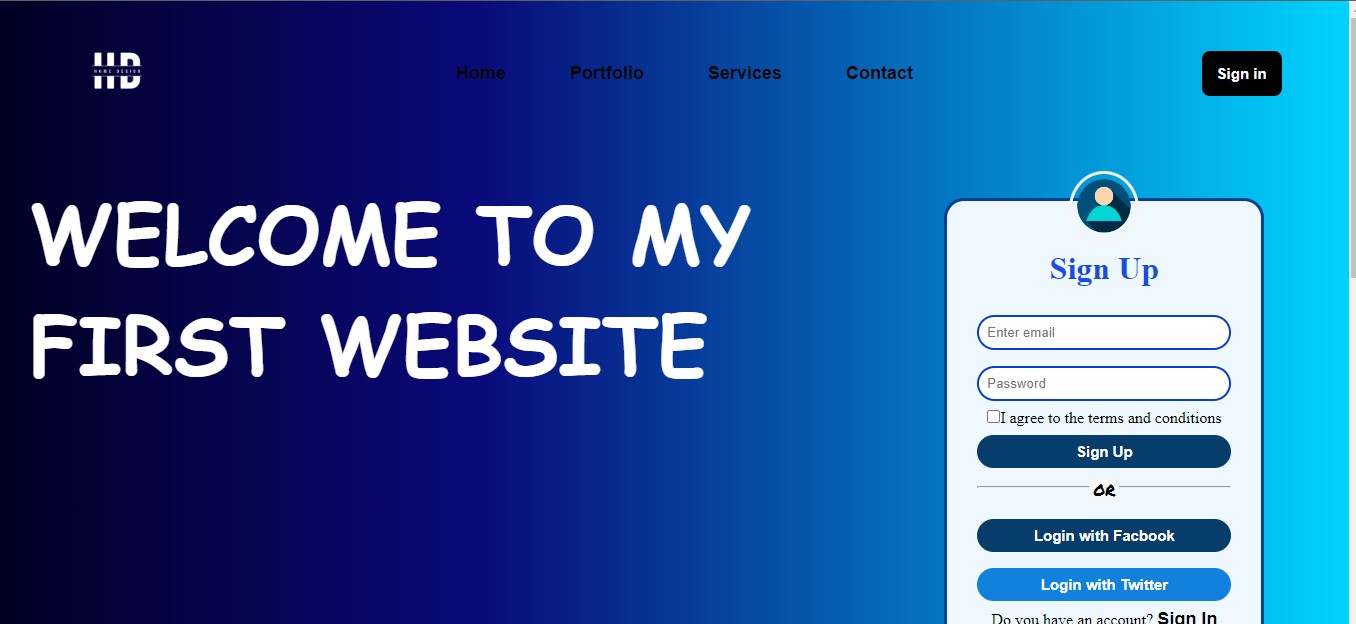 HOME DESIGN
Home Portfolio Services Contact
Sign in
WELCOME TO MY
FIRST WEBSITE
Sign Up
Enter email
Password
I agree to the terms and conditions
Sign Up
OR
Login with Facbook
Login with Twitter
Do you have an account? Sign In